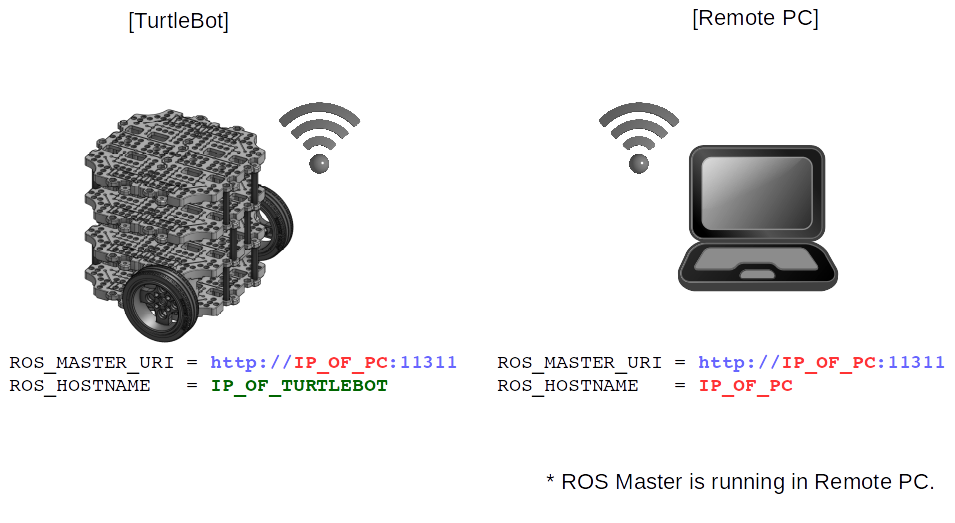 [TurtleBot]
[Remote PC]
ROS_MASTER_URI = http://IP_OF_PC:11311
ROS_HOSTNAME   = IP_OF_TURTLEBOT
ROS_MASTER_URI = http://IP_OF_PC:11311
ROS_HOSTNAME   = IP_OF_PC
* ROS Master is running in Remote PC.